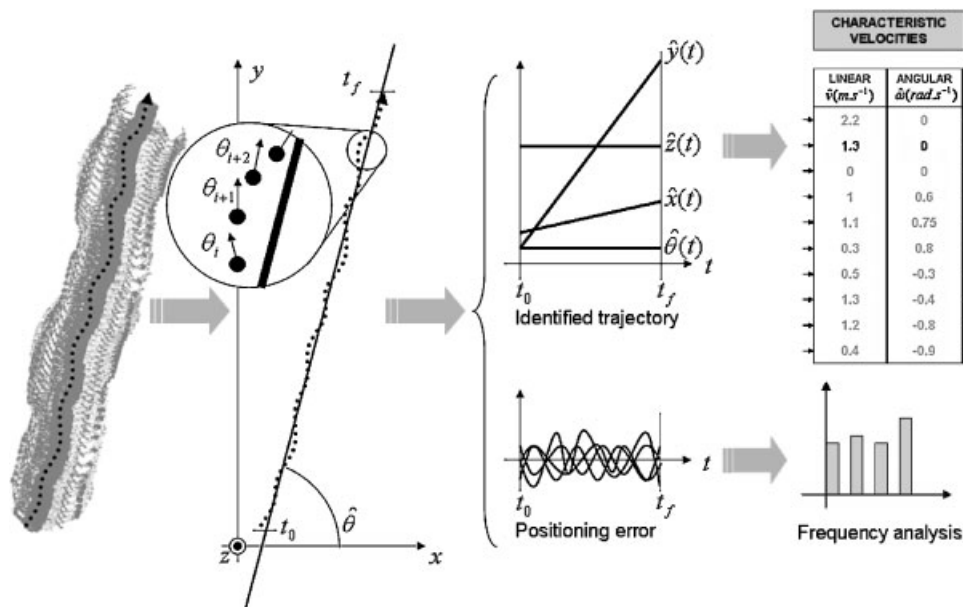 y
t_f
θ_{t+2}
θ_{t+1}
θ_t
t_0
θ̂
z
x
ŷ(t)
ẑ(t)
x̂(t)
θ̂(t)
t
t_0
t_f
Identified trajectory
t
t_0
t_f
Positioning error
CHARACTERISTIC
VELOCITIES
LINEAR ANGULAR
v̂(m.s⁻¹) ω̂(rad.s⁻¹)
2.2 0
1.3 0
0 0
1 0.6
1.1 0.75
0.3 0.8
0.5 -0.3
1.3 -0.4
1.2 -0.8
0.4 -0.9
Frequency analysis